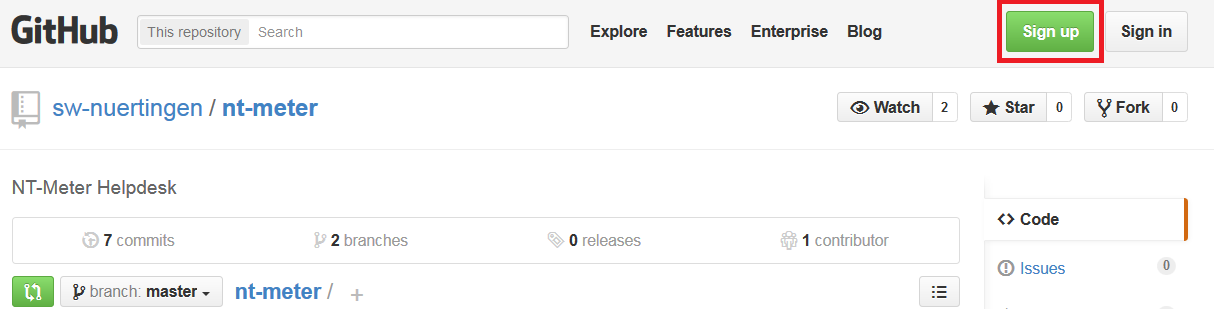 GitHub This repository Search Explore Features Enterprise Blog Sign up Sign in
sw-nuertingen / nt-meter Watch 2 Star 0 Fork 0
NT-Meter Helpdesk
7 commits 2 branches 0 releases 1 contributor
Code
Issues 0
branch: master nt-meter / +